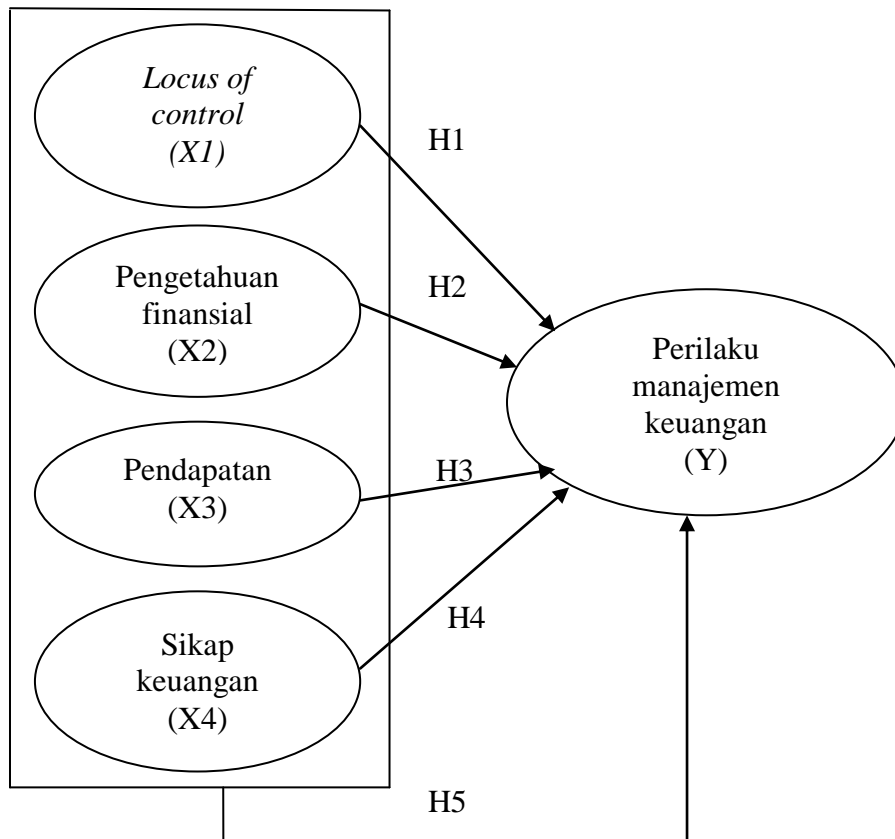 Locus of
control
(X1)
H1
Pengetahuan
finansial
(X2)
H2
Perilaku
manajemen
keuangan
(Y)
Pendapatan
(X3)
H3
Sikap
keuangan
(X4)
H4
H5